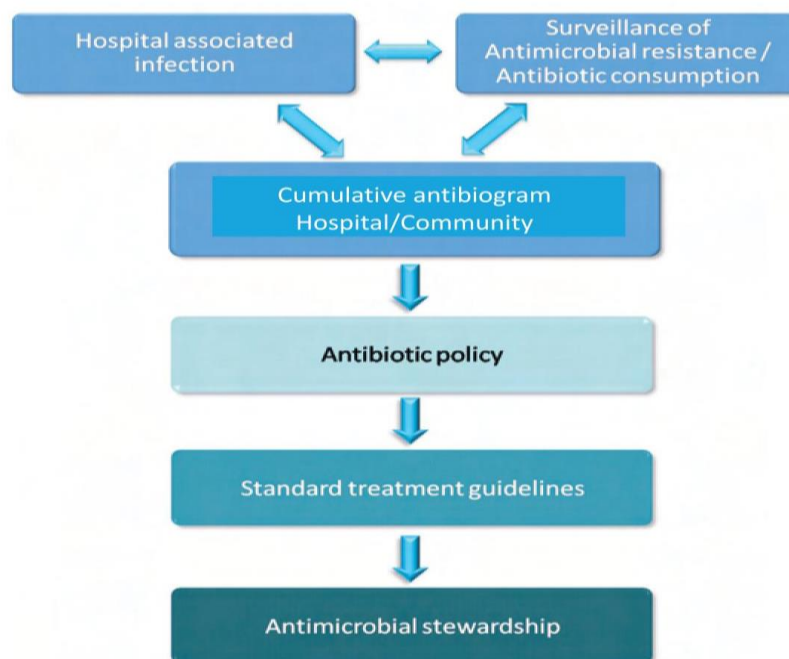 Hospital associated
infection
Surveillance of
Antimicrobial resistance /
Antibiotic consumption
Cumulative antibiogram
Hospital/Community
Antibiotic policy
Standard treatment guidelines
Antimicrobial stewardship